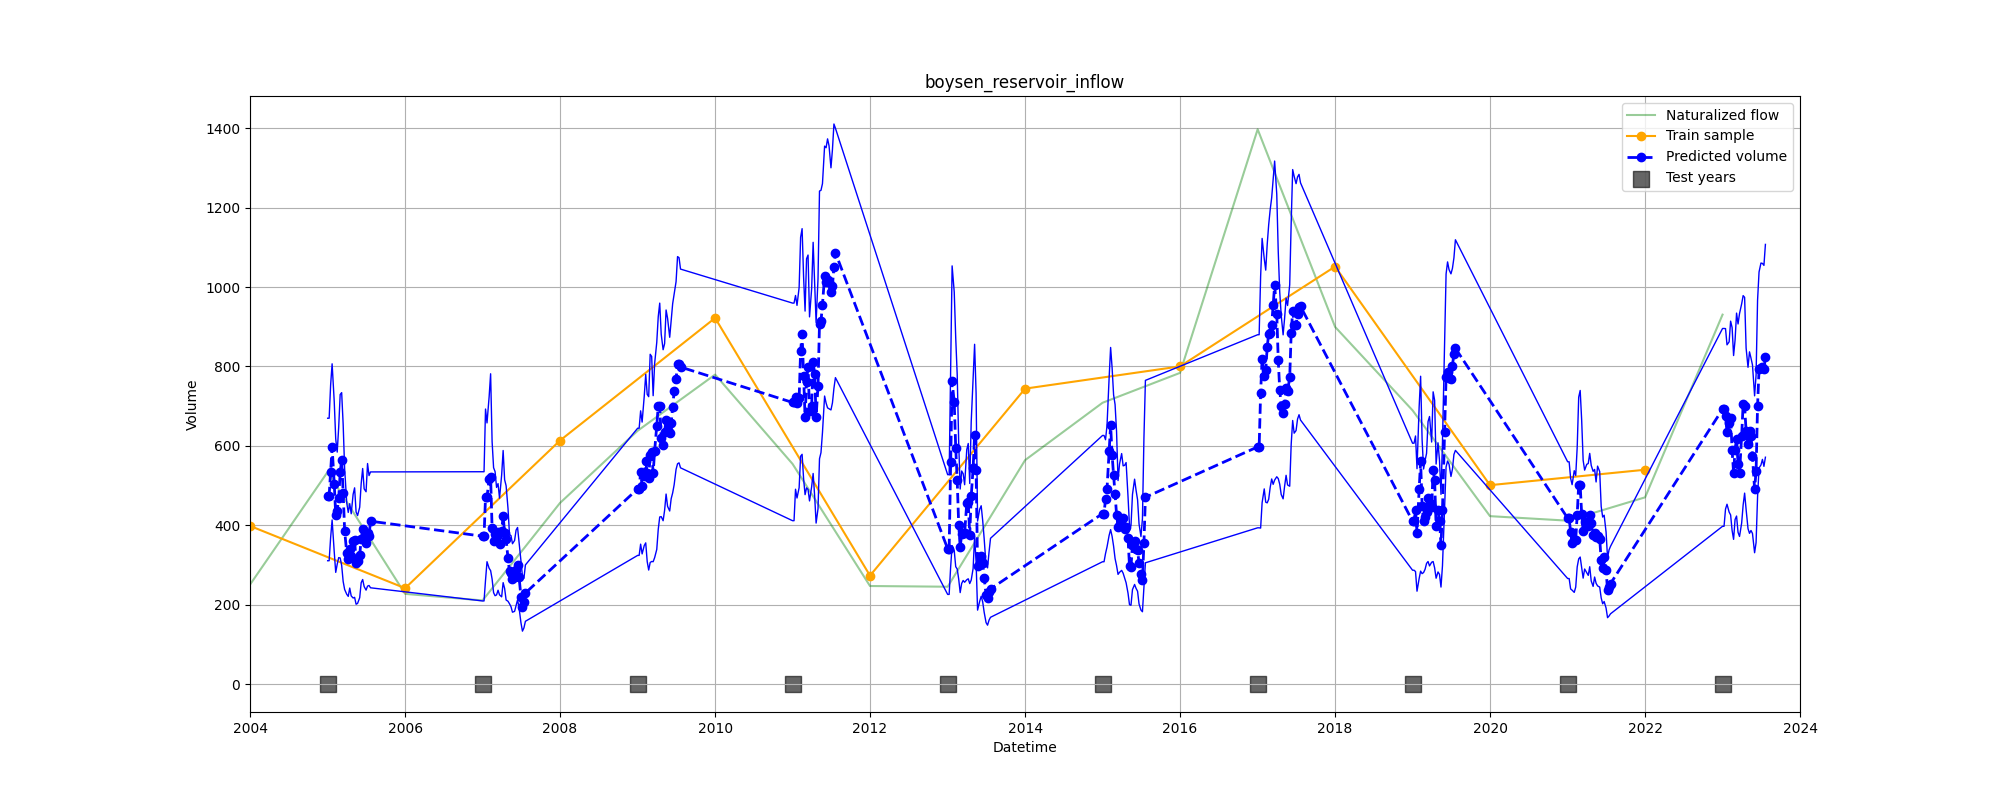 boysen_reservoir_inflow
Naturalized flow
Train sample
Predicted volume
Test years
Volume
1400
1200
1000
800
600
400
200
0
2004 2006 2008 2010 2012 2014 2016 2018 2020 2022 2024
Datetime